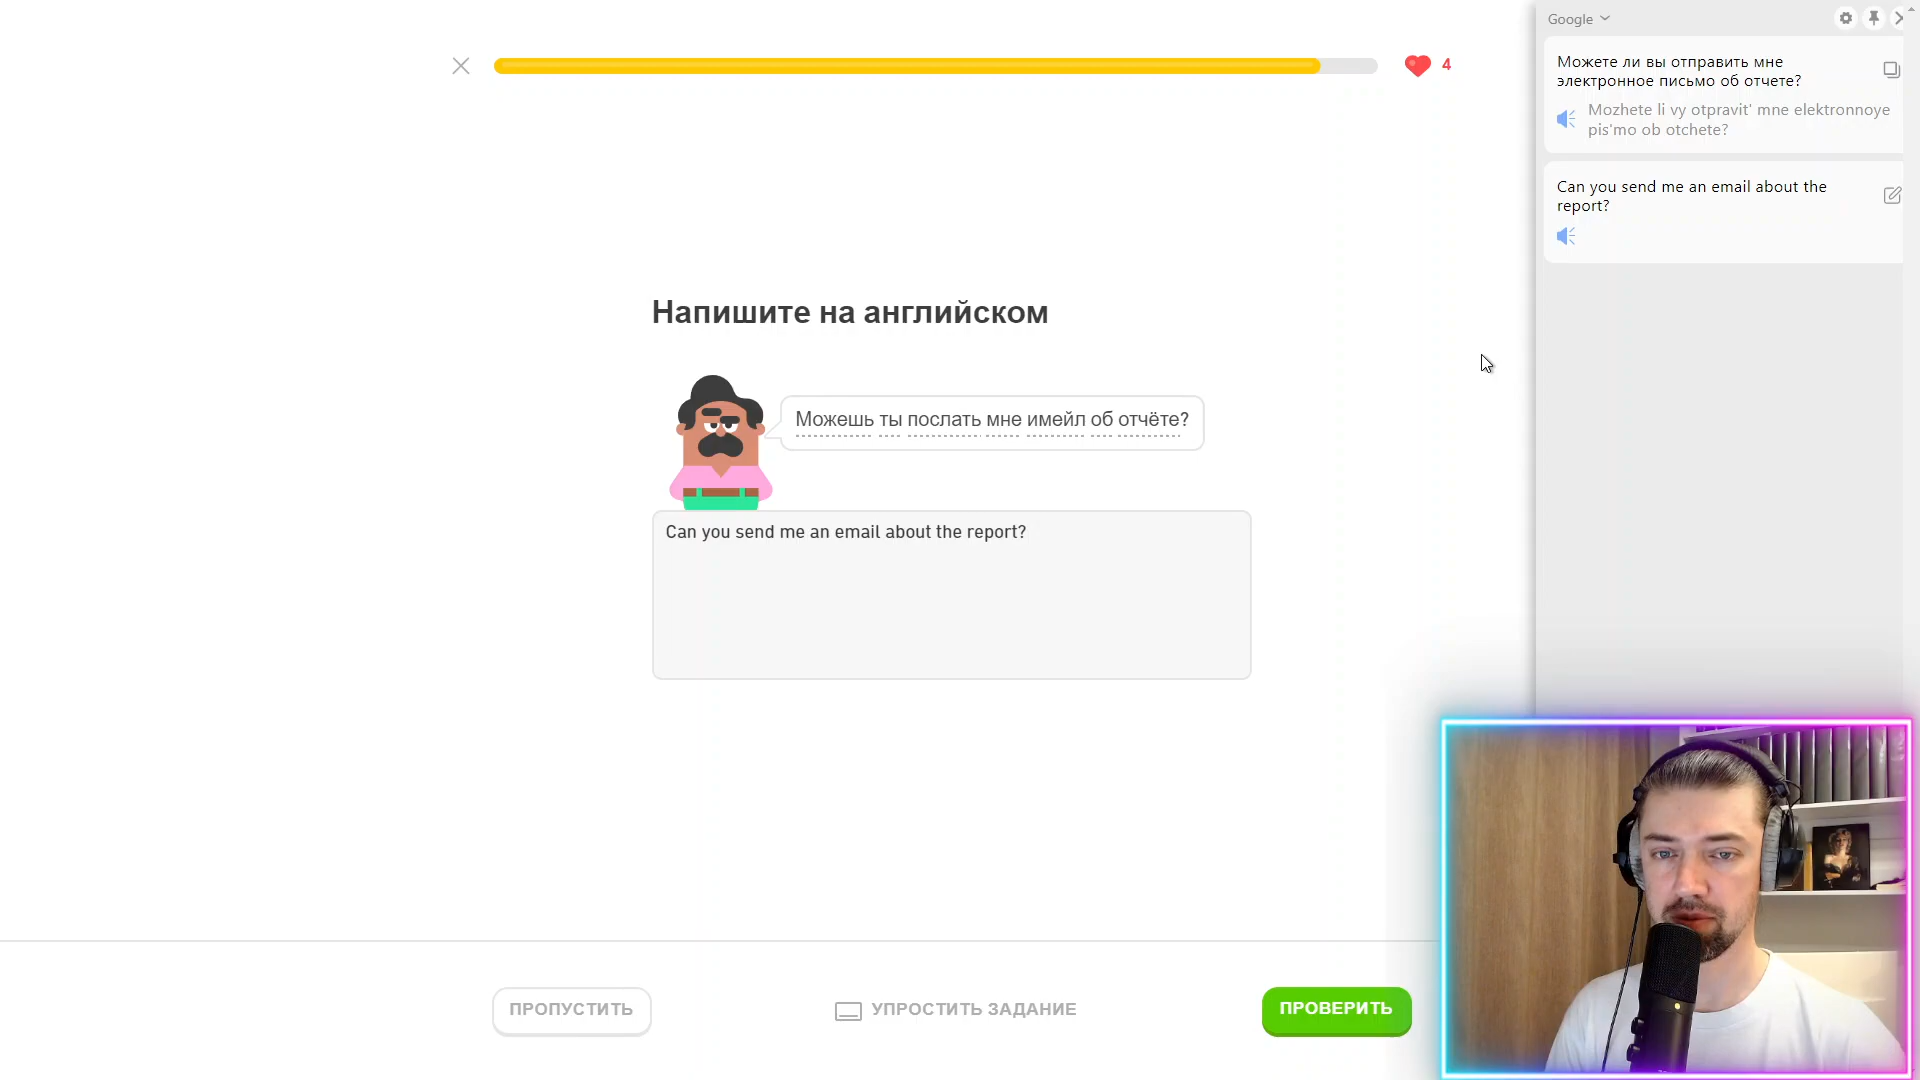 4
Напишите на английском
Можешь ты послать мне имейл об отчёте?
Can you send me an email about the report?
ПРОПУСТИТЬ
УПРОСТИТЬ ЗАДАНИЕ
ПРОВЕРИТЬ
Google
Можете ли вы отправить мне
электронное письмо об отчете?
Mozhete li vy otpravit' mne elektronnoye
pis'mo ob otchete?
Can you send me an email about the
report?